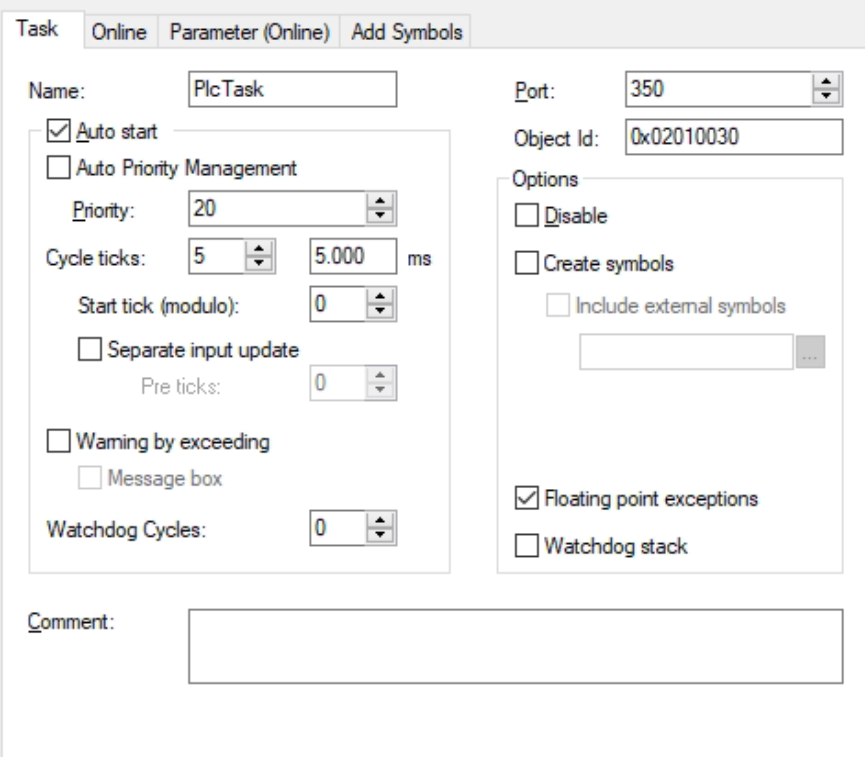 Task Online Parameter (Online) Add Symbols
Name: PlcTask
Port: 350
Auto start
Object Id: 0x02010030
Auto Priority Management
Priority: 20
Cycle ticks: 5 5.000 ms
Start tick (modulo): 0
Separate input update
Pre ticks: 0
Warning by exceeding
Message box
Watchdog Cycles: 0
Options
Disable
Create symbols
Include external symbols
...
Floating point exceptions
Watchdog stack
Comment: